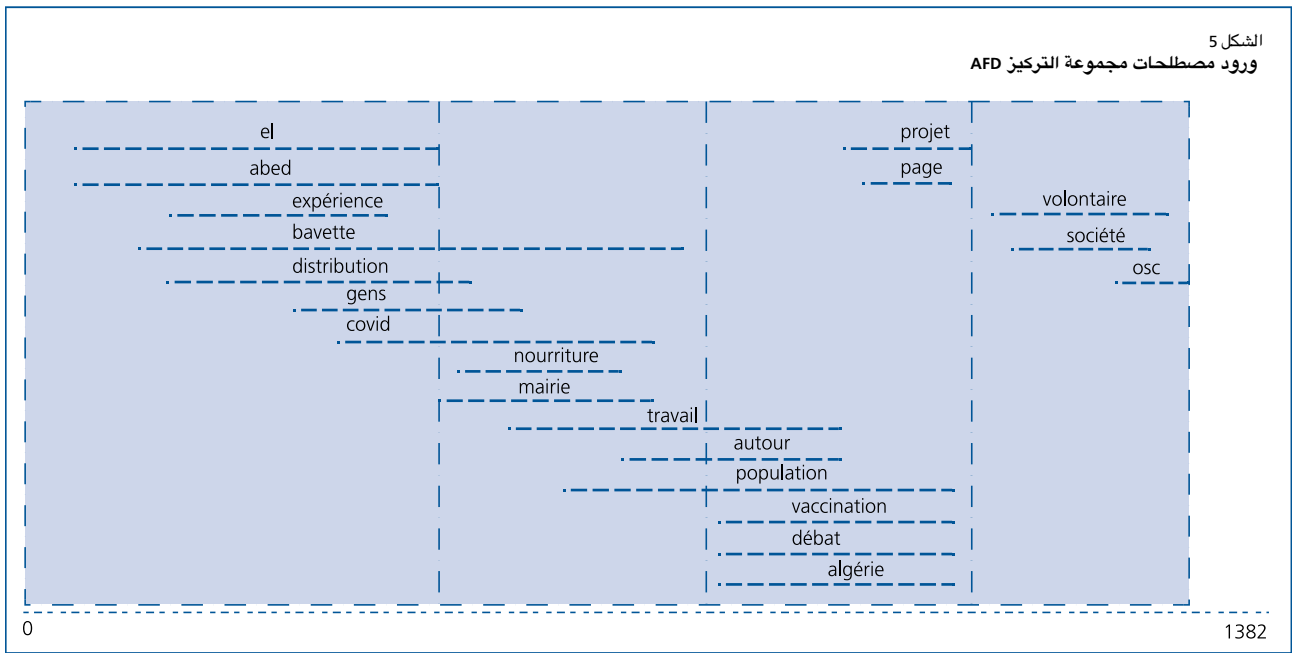 الشكل 5
ورود مصطلحات مجموعة التركيز AFD
el
projet
abed
page
expérience
volontaire
bavette
société
distribution
osc
gens
covid
nourriture
mairie
travail
autour
population
vaccination
débat
algérie
0
1382